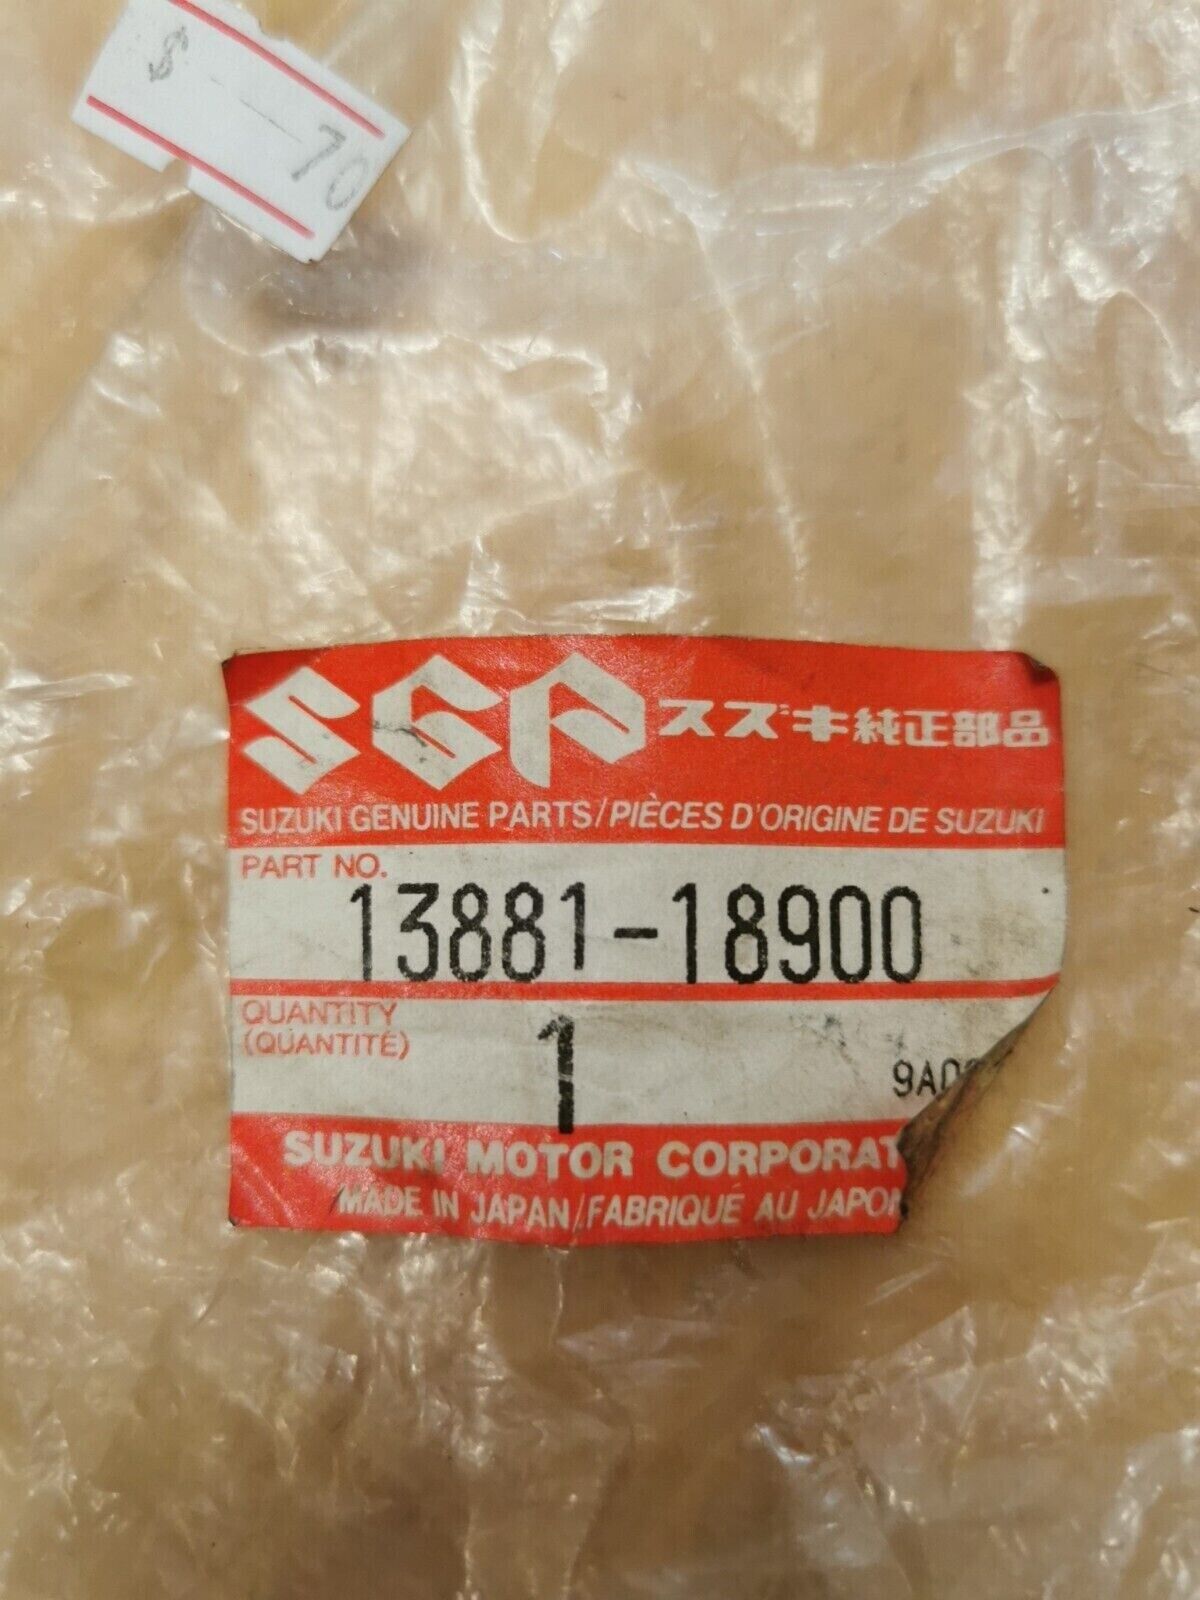 $ 70
SGP スズキ純正部品
SUZUKI GENUINE PARTS/PIÈCES D'ORIGINE DE SUZUKI
PART NO.
13881-18900
QUANTITY
(QUANTITÉ)
1
9A0
SUZUKI MOTOR CORPORAT
MADE IN JAPAN/FABRIQUÉ AU JAPON